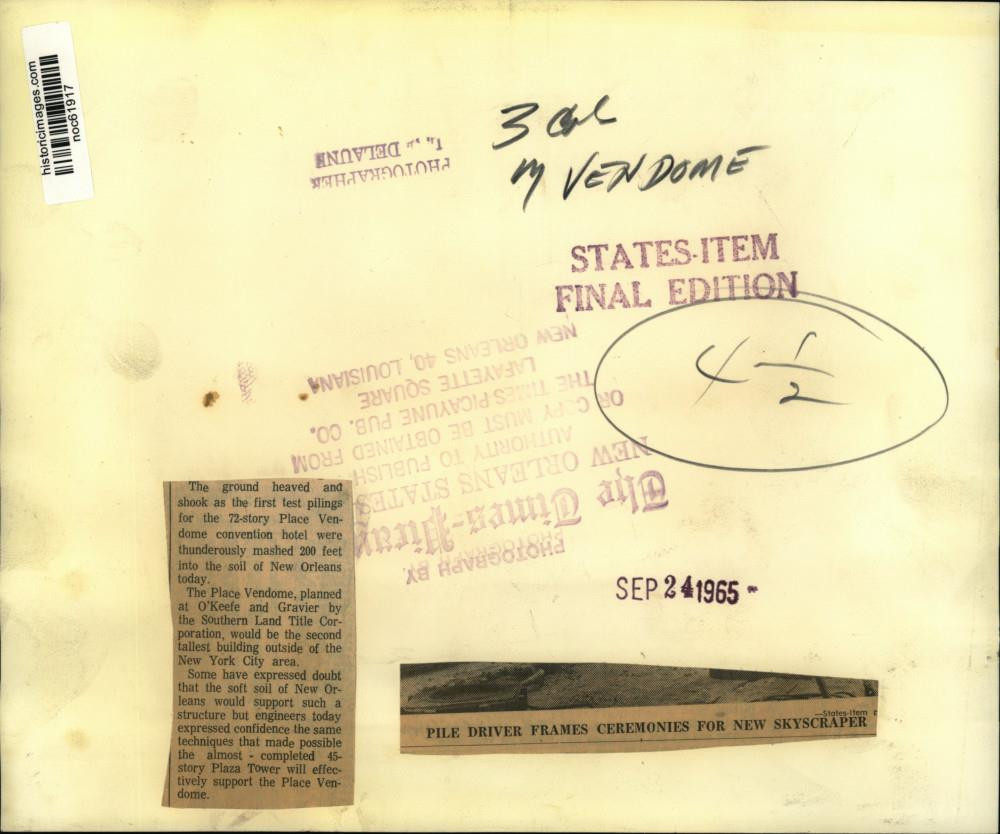 historicimages.com
noc61917
3 Col
M VENDOME
PHOTOGRAPHER
DELAUNE
STATES-ITEM
FINAL EDITION
4 1/2
PHOTOGRAPH BY
The Times-Picay
NEW ORLEANS STATES
AUTHORITY TO PUBLISH
OR COPY MUST BE OBTAINED FROM
THE TIMES-PICAYUNE PUB. CO.
LAFAYETTE SQUARE
NEW ORLEANS 40, LOUISIANA
The ground heaved and
shook as the first test pilings
for the 72-story Place Ven-
dome convention hotel were
thunderously mashed 200 feet
into the soil of New Orleans
today.
The Place Vendome, planned
at O'Keefe and Gravier by
the Southern Land Title Cor-
poration, would be the second
tallest building outside of the
New York City area.
Some have expressed doubt
that the soft soil of New Or-
leans would support such a
structure but engineers today
expressed confidence the same
techniques that made possible
the almost - completed 45-
story Plaza Tower will effec-
tively support the Place Ven-
dome.
SEP 24 1965
—States-Item
PILE DRIVER FRAMES CEREMONIES FOR NEW SKYSCRAPER